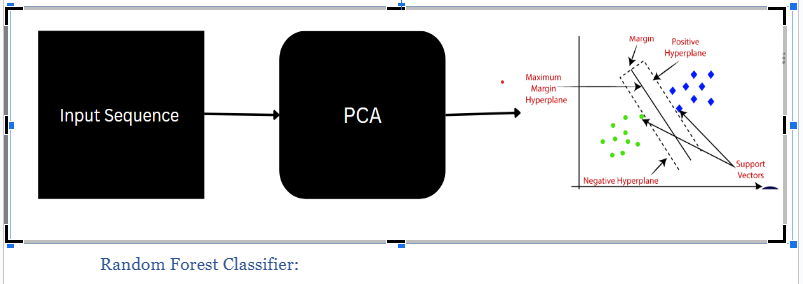 Input Sequence
PCA
Margin
Positive
Hyperplane
Maximum
Margin
Hyperplane
Support
Vectors
Negative Hyperplane
Random Forest Classifier: